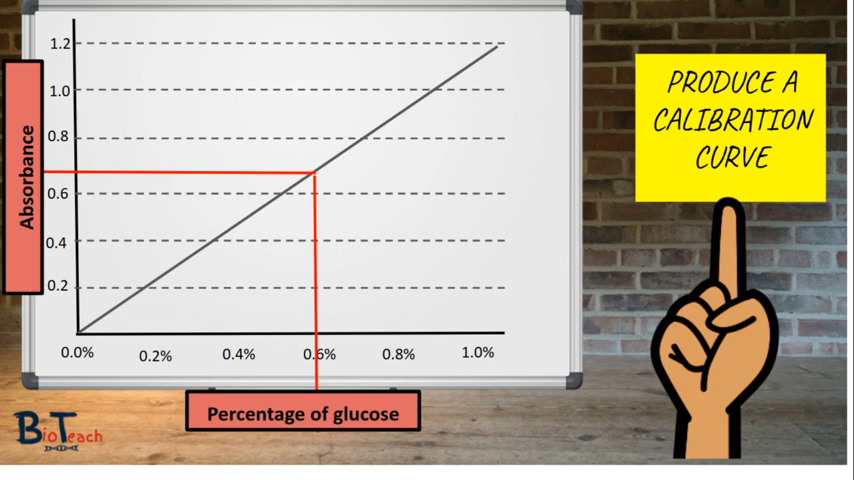 1.2
1.0
0.8
0.6
0.4
0.2
Absorbance
0.0% 0.2% 0.4% 0.6% 0.8% 1.0%
Percentage of glucose
PRODUCE A
CALIBRATION
CURVE
BioTeach